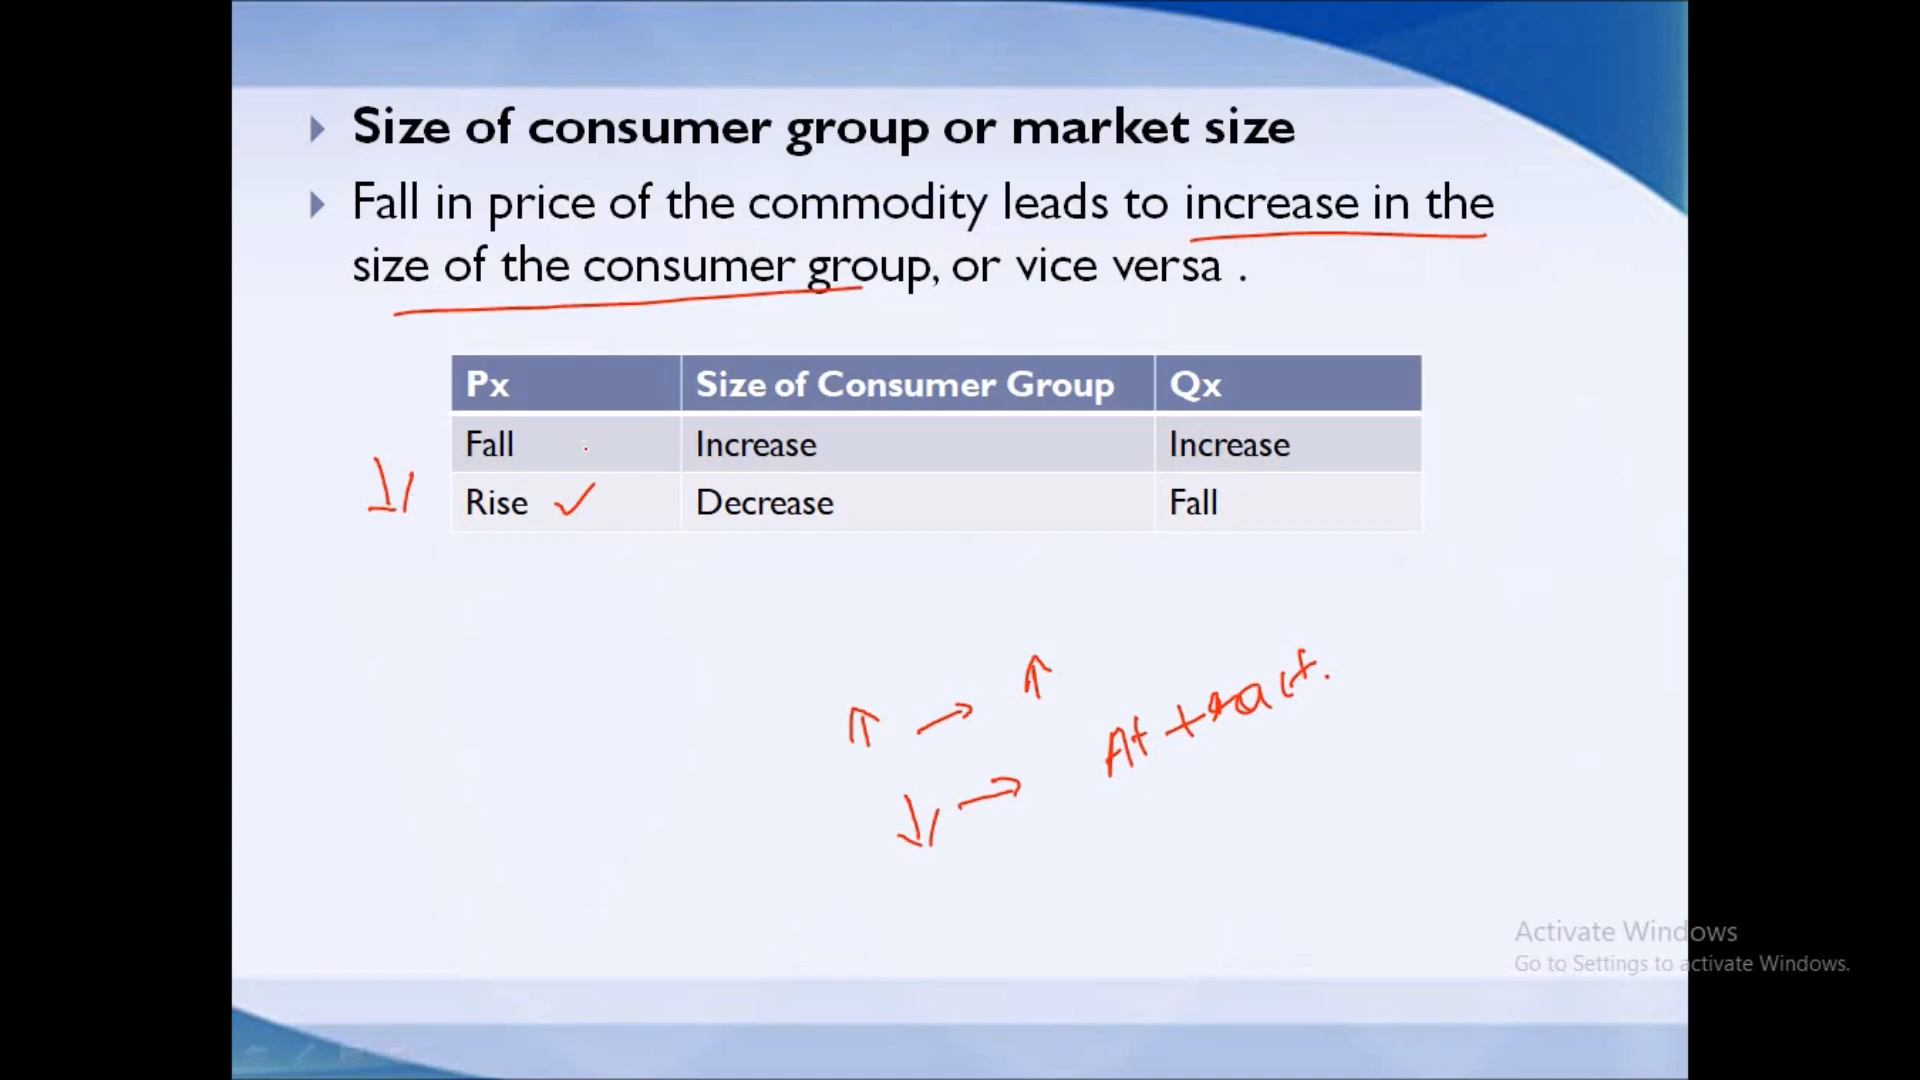 Size of consumer group or market size
Fall in price of the commodity leads to increase in the
size of the consumer group, or vice versa .
Px Size of Consumer Group Qx
Fall Increase Increase
Rise ✓ Decrease Fall
↑ → ↑
Attract.
↓ →
Activate Windows
Go to Settings to activate Windows.